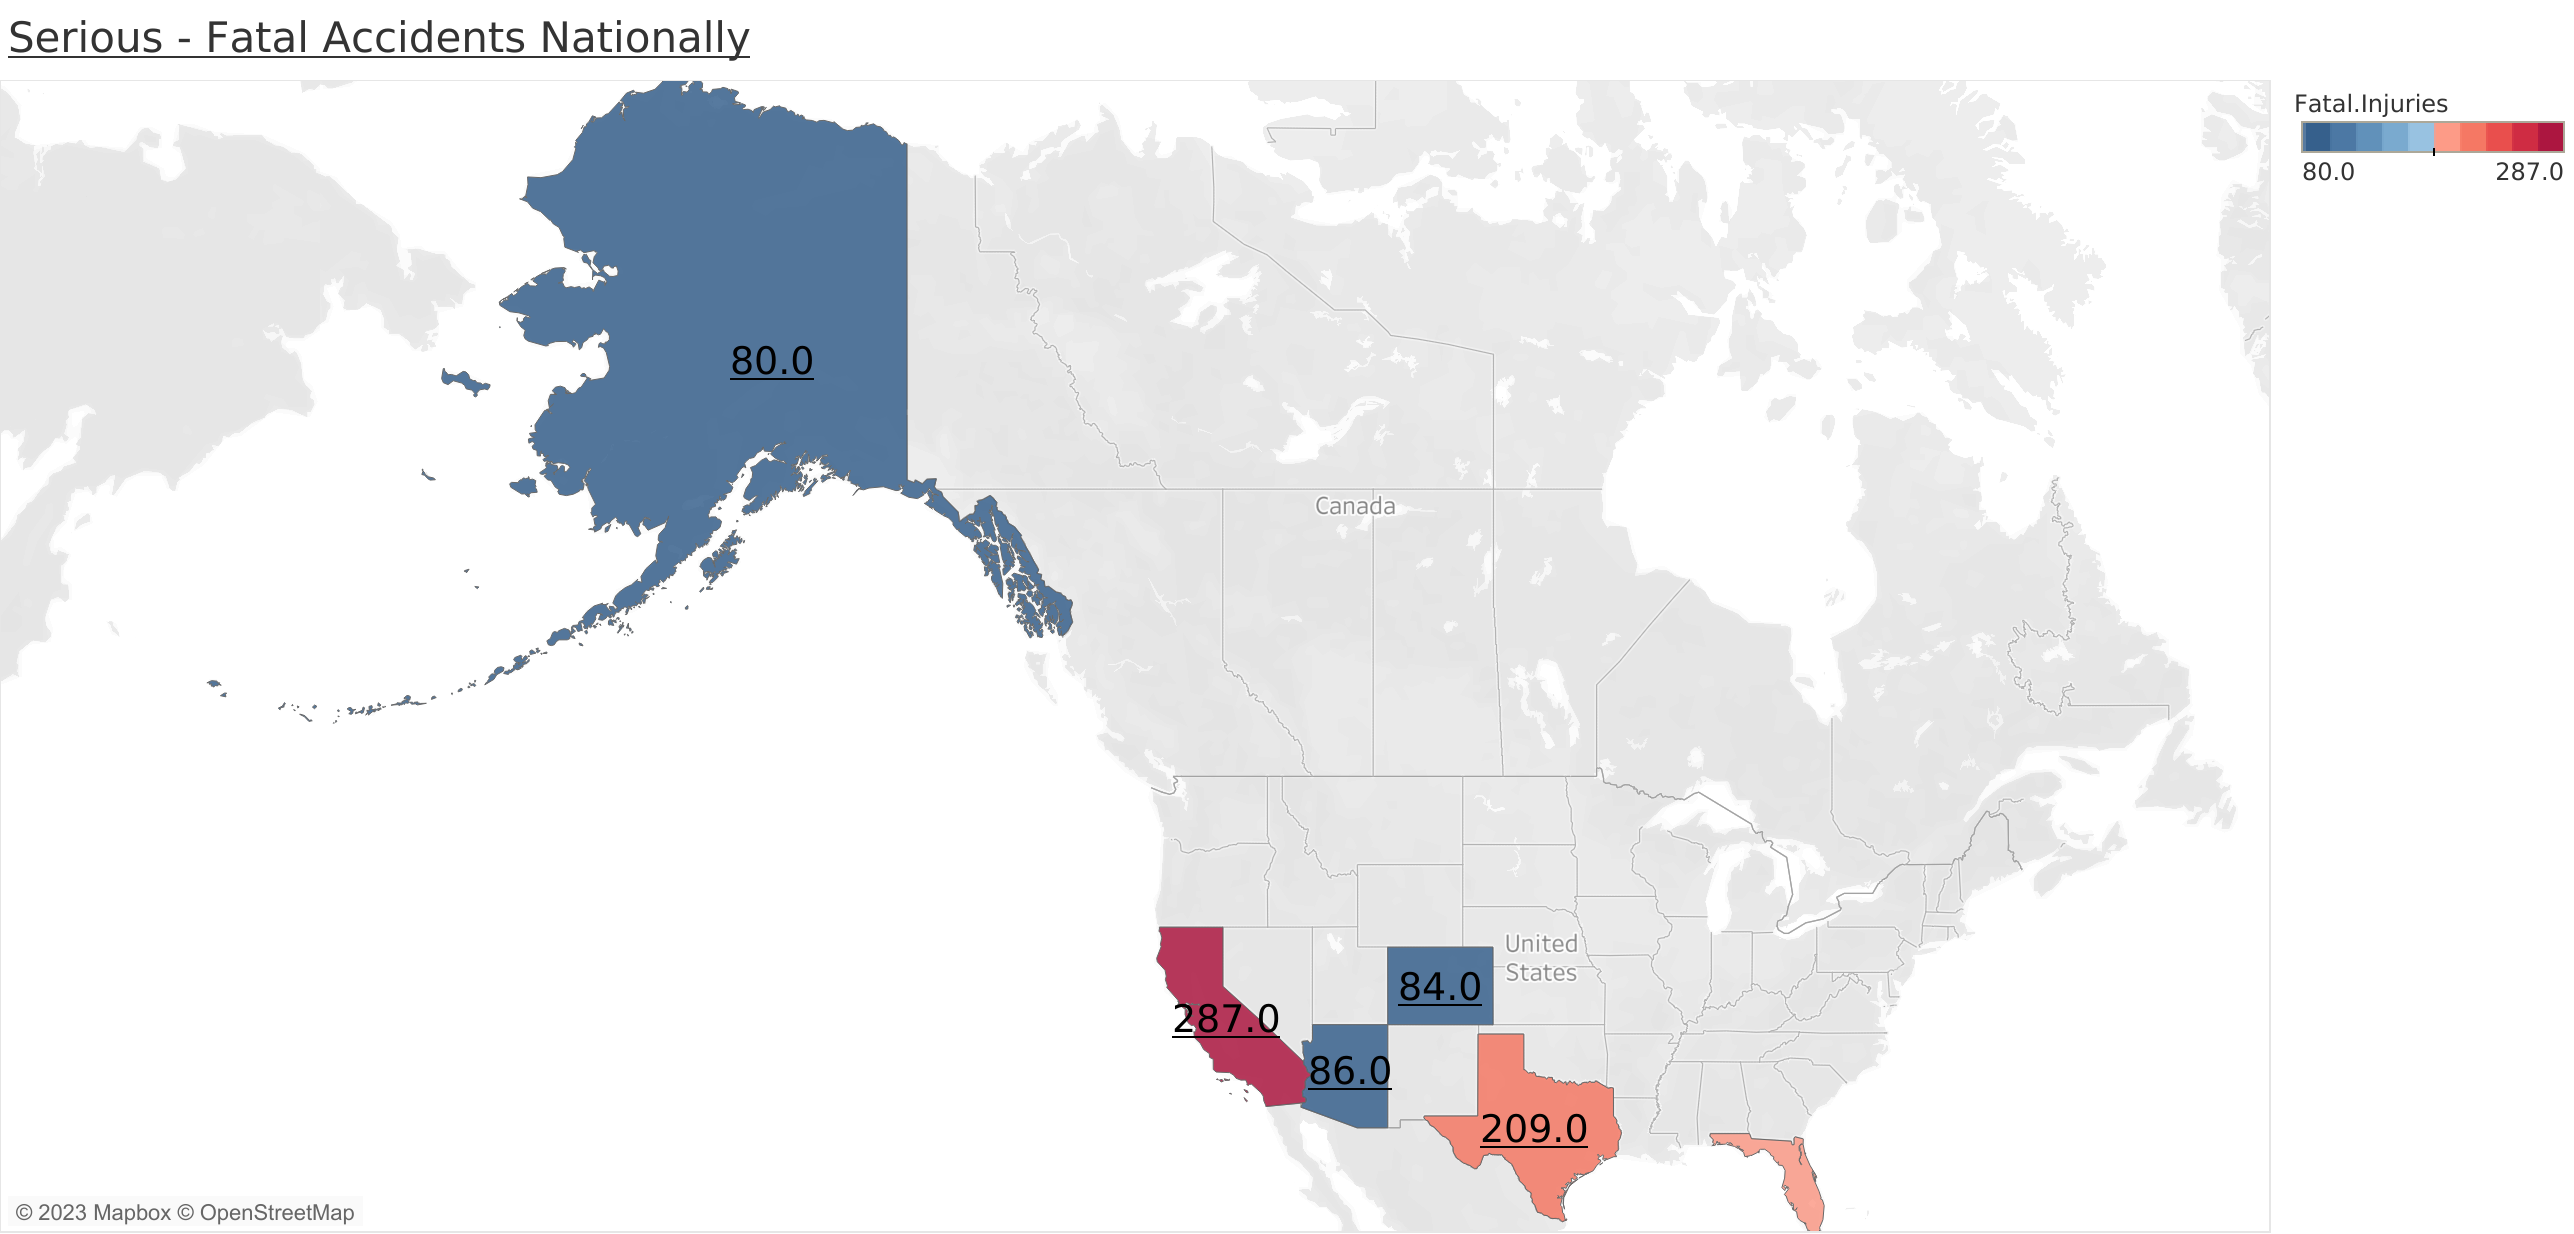 Serious - Fatal Accidents Nationally
Fatal.Injuries
80.0 287.0
80.0
Canada
United
States
84.0
287.0
86.0
209.0
© 2023 Mapbox © OpenStreetMap